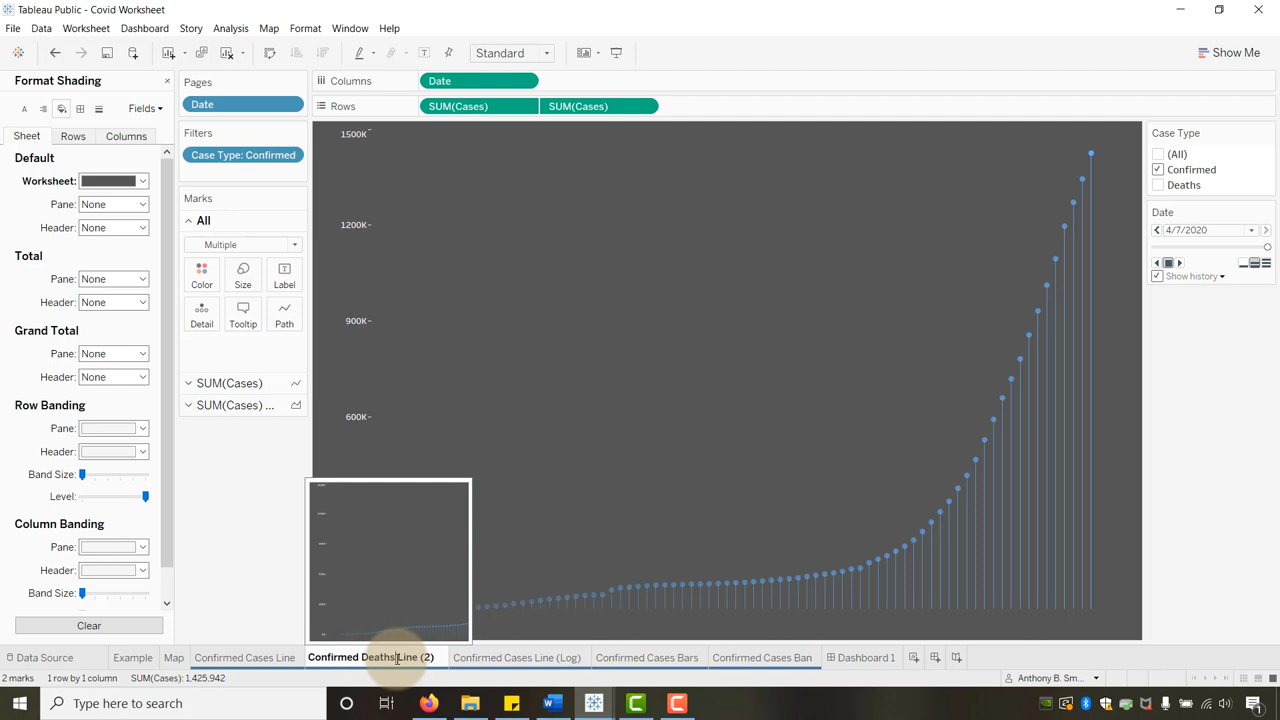 Tableau Public - Covid Worksheet
File Data Worksheet Dashboard Story Analysis Map Format Window Help
Standard
Show Me
Format Shading
Fields
Sheet Rows Columns
Default
Worksheet:
Pane: None
Header: None
Total
Pane: None
Header: None
Grand Total
Pane: None
Header: None
Row Banding
Pane:
Header:
Band Size:
Level:
Column Banding
Pane:
Header:
Band Size:
Clear
Pages
Date
Filters
Case Type: Confirmed
Marks
All
Multiple
Color Size Label
Detail Tooltip Path
SUM(Cases)
SUM(Cases) ...
Columns Date
Rows SUM(Cases) SUM(Cases)
1500K
1200K
900K
600K
Case Type
(All)
Confirmed
Deaths
Date
4/7/2020
Show history
Data Source Example Map Confirmed Cases Line Confirmed Deaths Line (2) Confirmed Cases Line (Log) Confirmed Cases Bars Confirmed Cases Ban Dashboard 1
2 marks 1 row by 1 column SUM(Cases): 1,425,942 Anthony B. Sm...
Type here to search